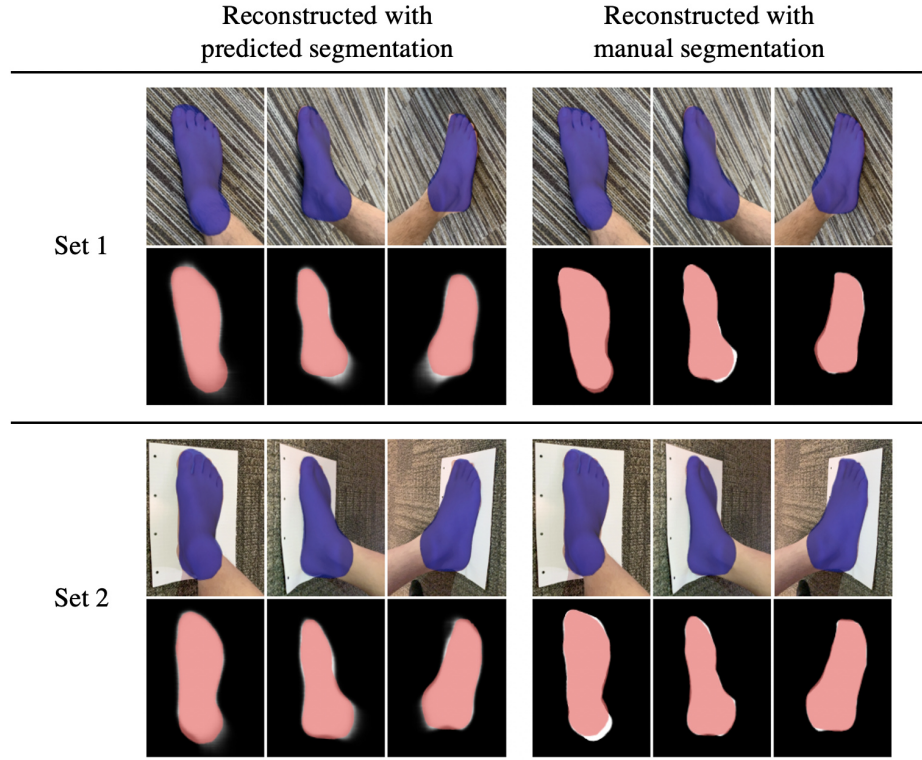 Reconstructed with
predicted segmentation
Reconstructed with
manual segmentation
Set 1
Set 2